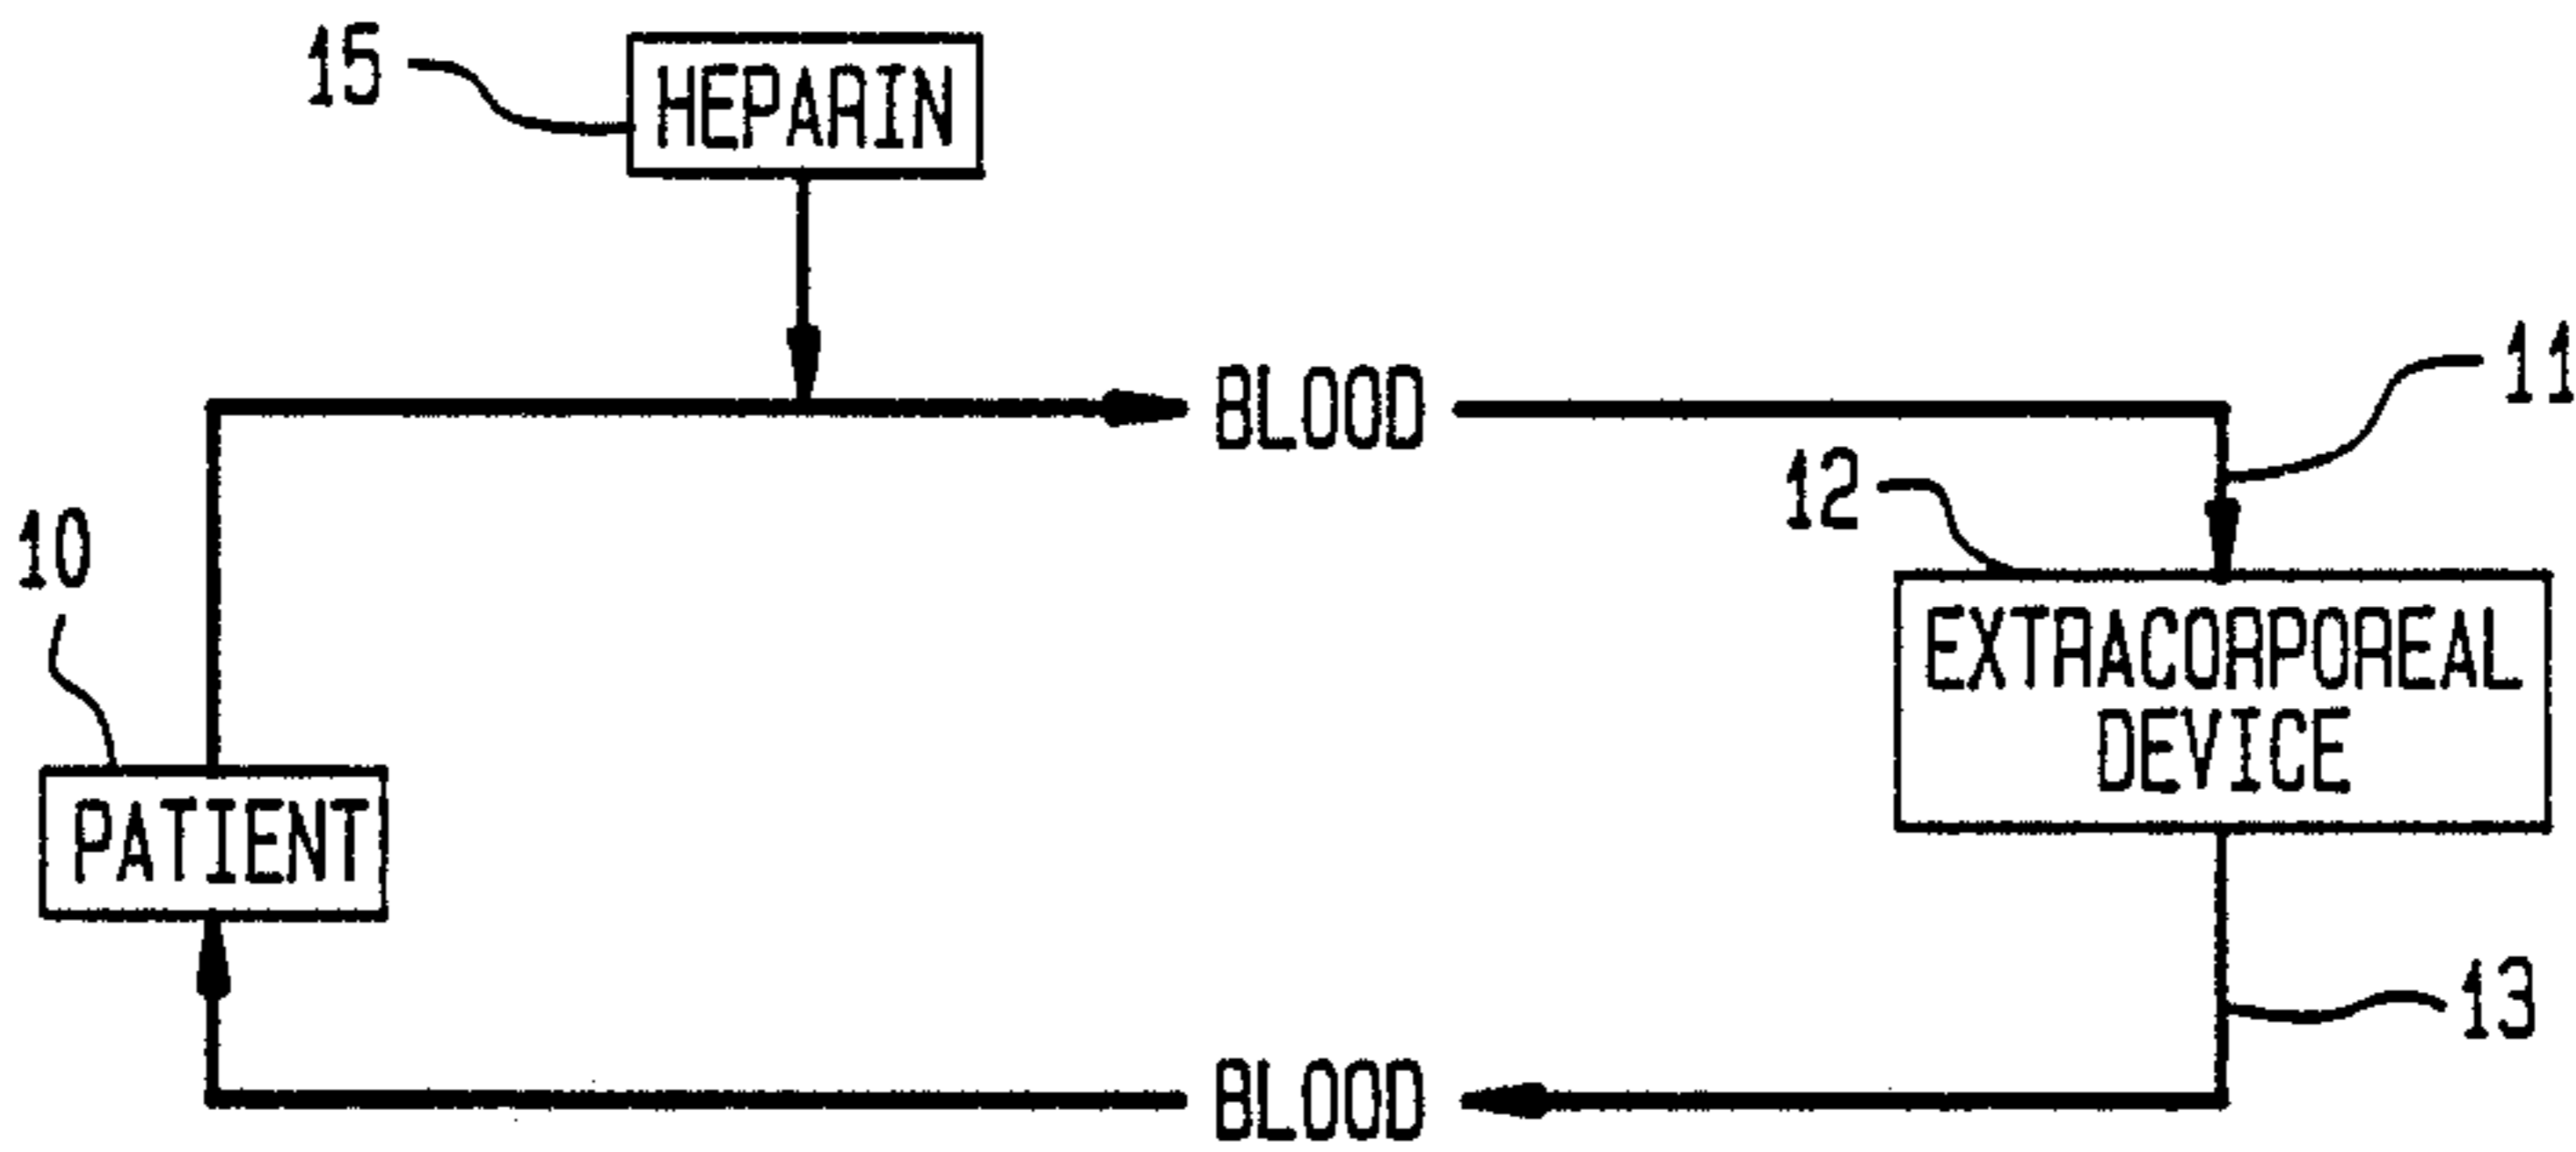 15
HEPARIN
BLOOD
11
12
10
EXTRACORPOREAL
DEVICE
PATIENT
13
BLOOD